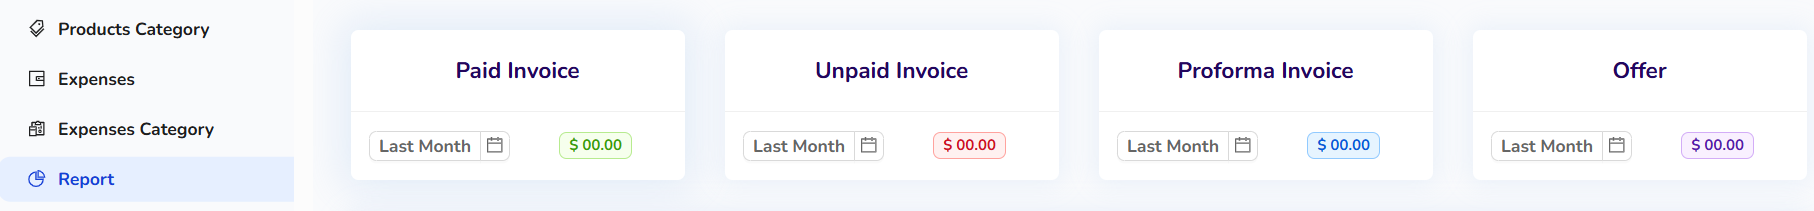 Products Category
Expenses
Expenses Category
Report
Paid Invoice
Last Month
$ 00.00
Unpaid Invoice
Last Month
$ 00.00
Proforma Invoice
Last Month
$ 00.00
Offer
Last Month
$ 00.00